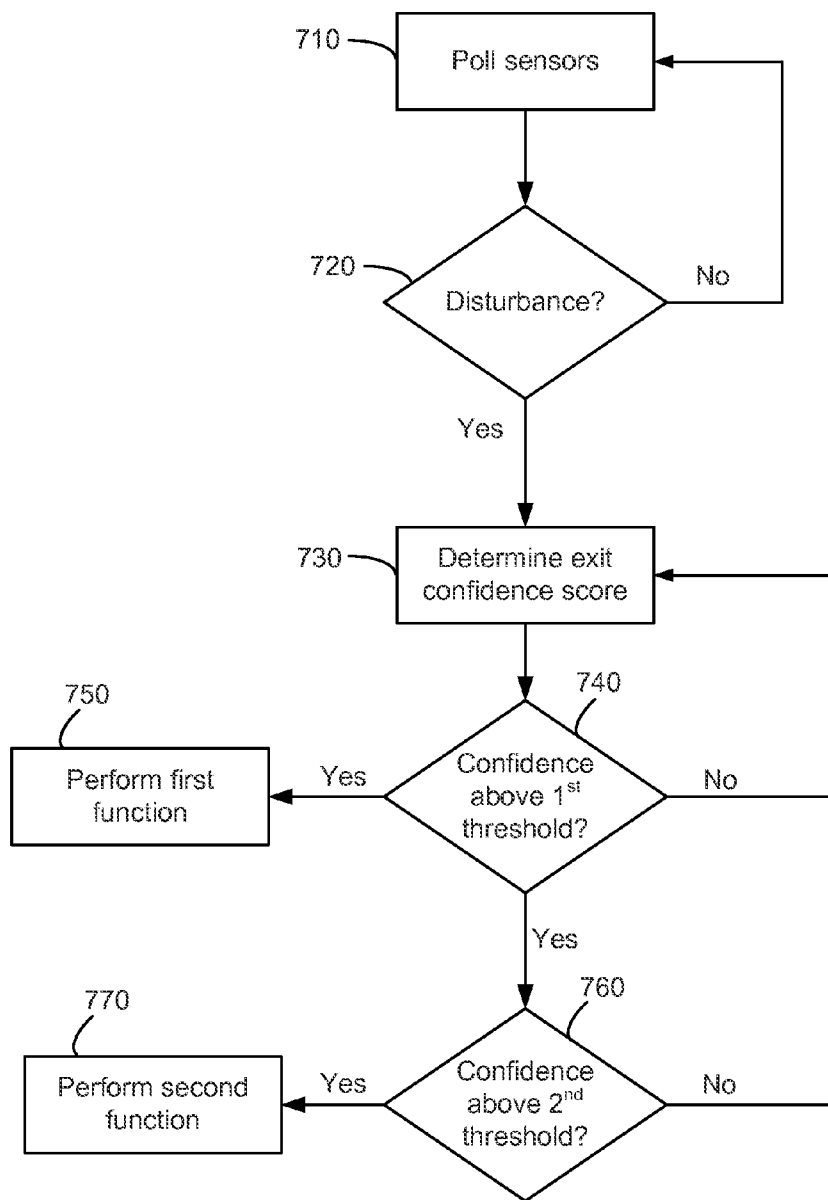 710
Poll sensors
720
Disturbance?
No
Yes
730
Determine exit
confidence score
750
740
Perform first
function
Yes
Confidence
above 1st
threshold?
No
Yes
770
760
Perform second
function
Yes
Confidence
above 2nd
threshold?
No